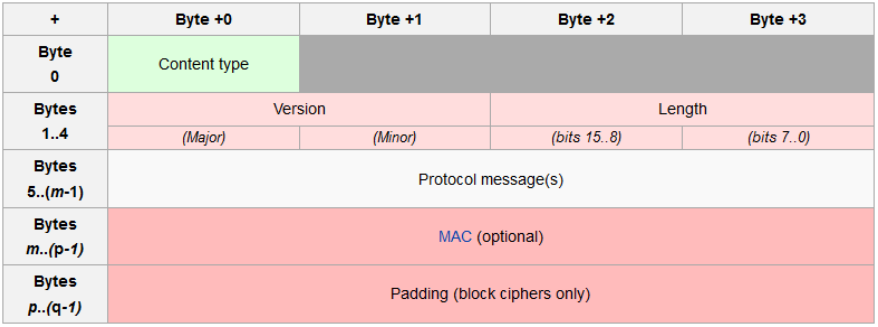 + Byte +0 Byte +1 Byte +2 Byte +3
Byte
0
Content type
Bytes
1..4
Version Length
(Major) (Minor) (bits 15..8) (bits 7..0)
Bytes
5..(m-1)
Protocol message(s)
Bytes
m..(p-1)
MAC (optional)
Bytes
p..(q-1)
Padding (block ciphers only)